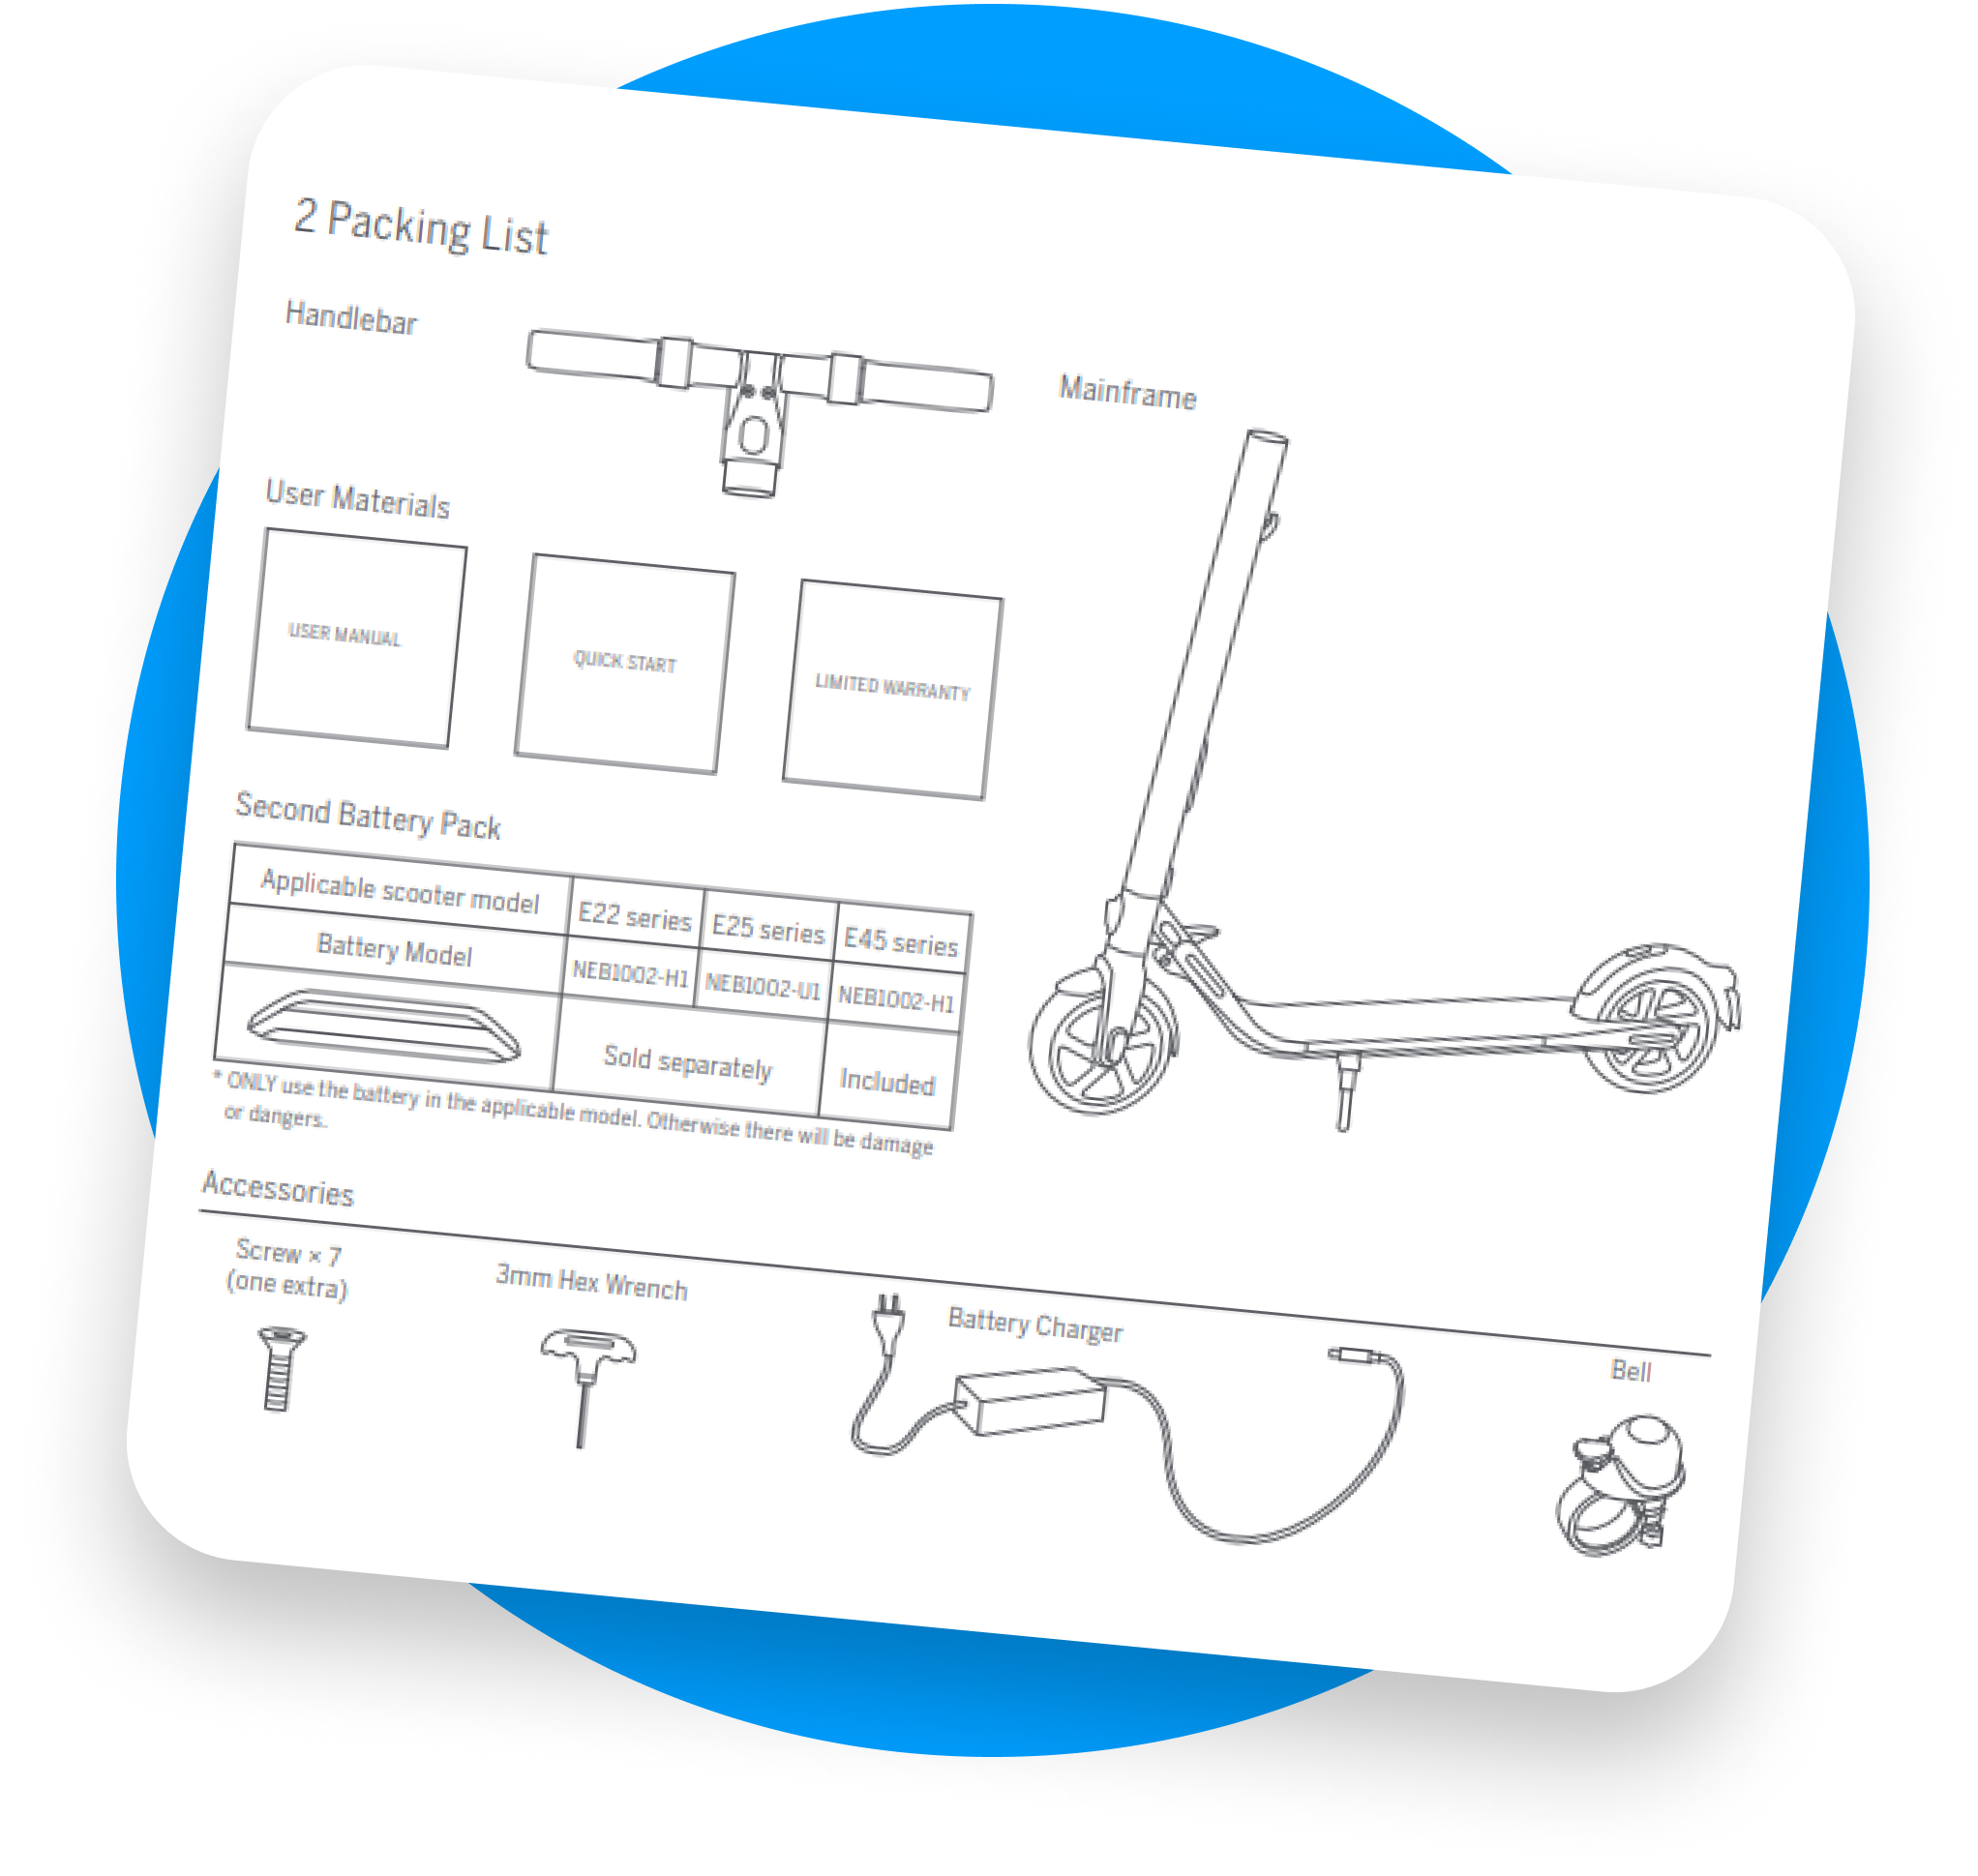 2 Packing List
Handlebar
Mainframe
User Materials
USER MANUAL
QUICK START
LIMITED WARRANTY
Second Battery Pack
Applicable scooter model
E22 series
E25 series
E45 series
Battery Model
NEB1002-H1
NEB1002-U1
NEB1002-H1
Sold separately
Included
* ONLY use the battery in the applicable model. Otherwise there will be damage
or dangers.
Accessories
Screw × 7
(one extra)
3mm Hex Wrench
Battery Charger
Bell